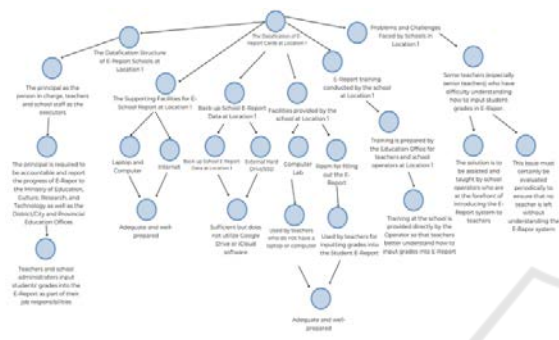 The Datafication of E-
Report Cards at Location 1
Problems and Challenges
Faced by Schools in
Location 1
The Datafication Structure
of E-Report Schools at
Location 1
The principal as the
person in charge, teachers
and school staff as the
executors
The Supporting Facilities for E-
School Report at Location 1
Back-up School E-Report
Data at Location 1
Facilities provided by the
school at Location 1
E-Report training
conducted by the school
at Location 1
Some teachers (especially
senior teachers) who have
difficulty understanding
how to input student
grades in E-Rapor
The principal is required to
be accountable and report
the progress of E-Rapor to
the Ministry of Education,
Culture, Research, and
Technology as well as the
District/City and Provincial
Education Offices
Laptop and
Computer
Internet
Back up School E-Report
Data at Location 1
External Hard
Computer
Lab
Room for filling
out the E-
Report
Training is prepared by
the Education Office for
teachers and school
operators at Location 1
The solution is to
be assisted and
taught by school
operators who are
at the forefront of
introducing the E-
Report system to
teachers
This issue must
certainly be
evaluated
periodically to
ensure that no
teacher is left
without
understanding the
E-Rapor system
Teachers and school
administrators input
students' grades into the
E-Report as part of their
job responsibilities
Adequate and well-
prepared
Sufficient but does
not utilize Google
Drive or iCloud
software
Used by teachers
who do not have a
laptop or computer
Used by teachers for
inputting grades into the
Student E-Report
Training at the school is
provided directly by the
Operator so that teachers
better understand how to
input grades into E Report
Adequate and well-
prepared